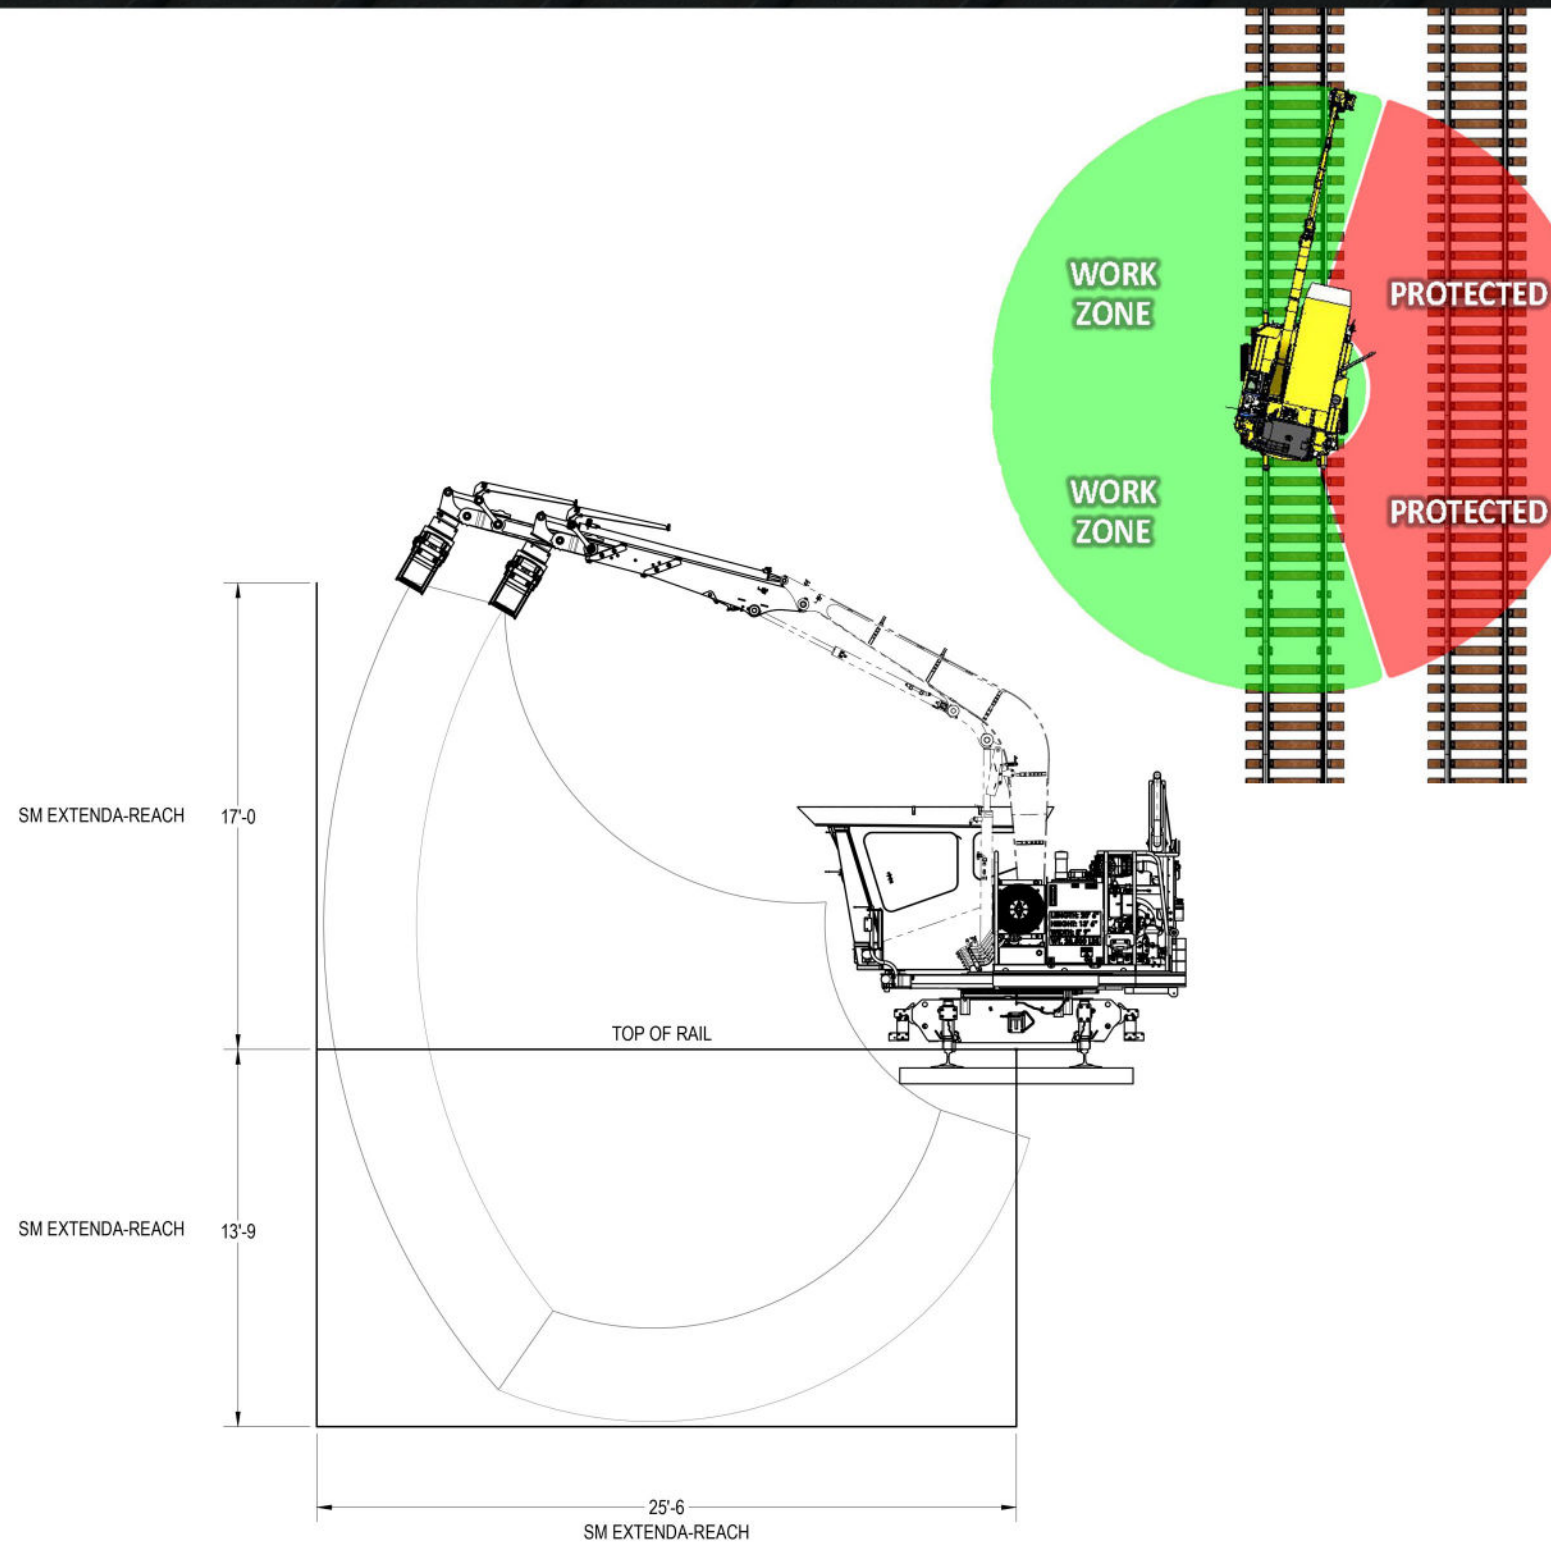 WORK
ZONE
PROTECTED
WORK
ZONE
PROTECTED
SM EXTENDA-REACH
17'-0
TOP OF RAIL
SM EXTENDA-REACH
13'-9
25'-6
SM EXTENDA-REACH